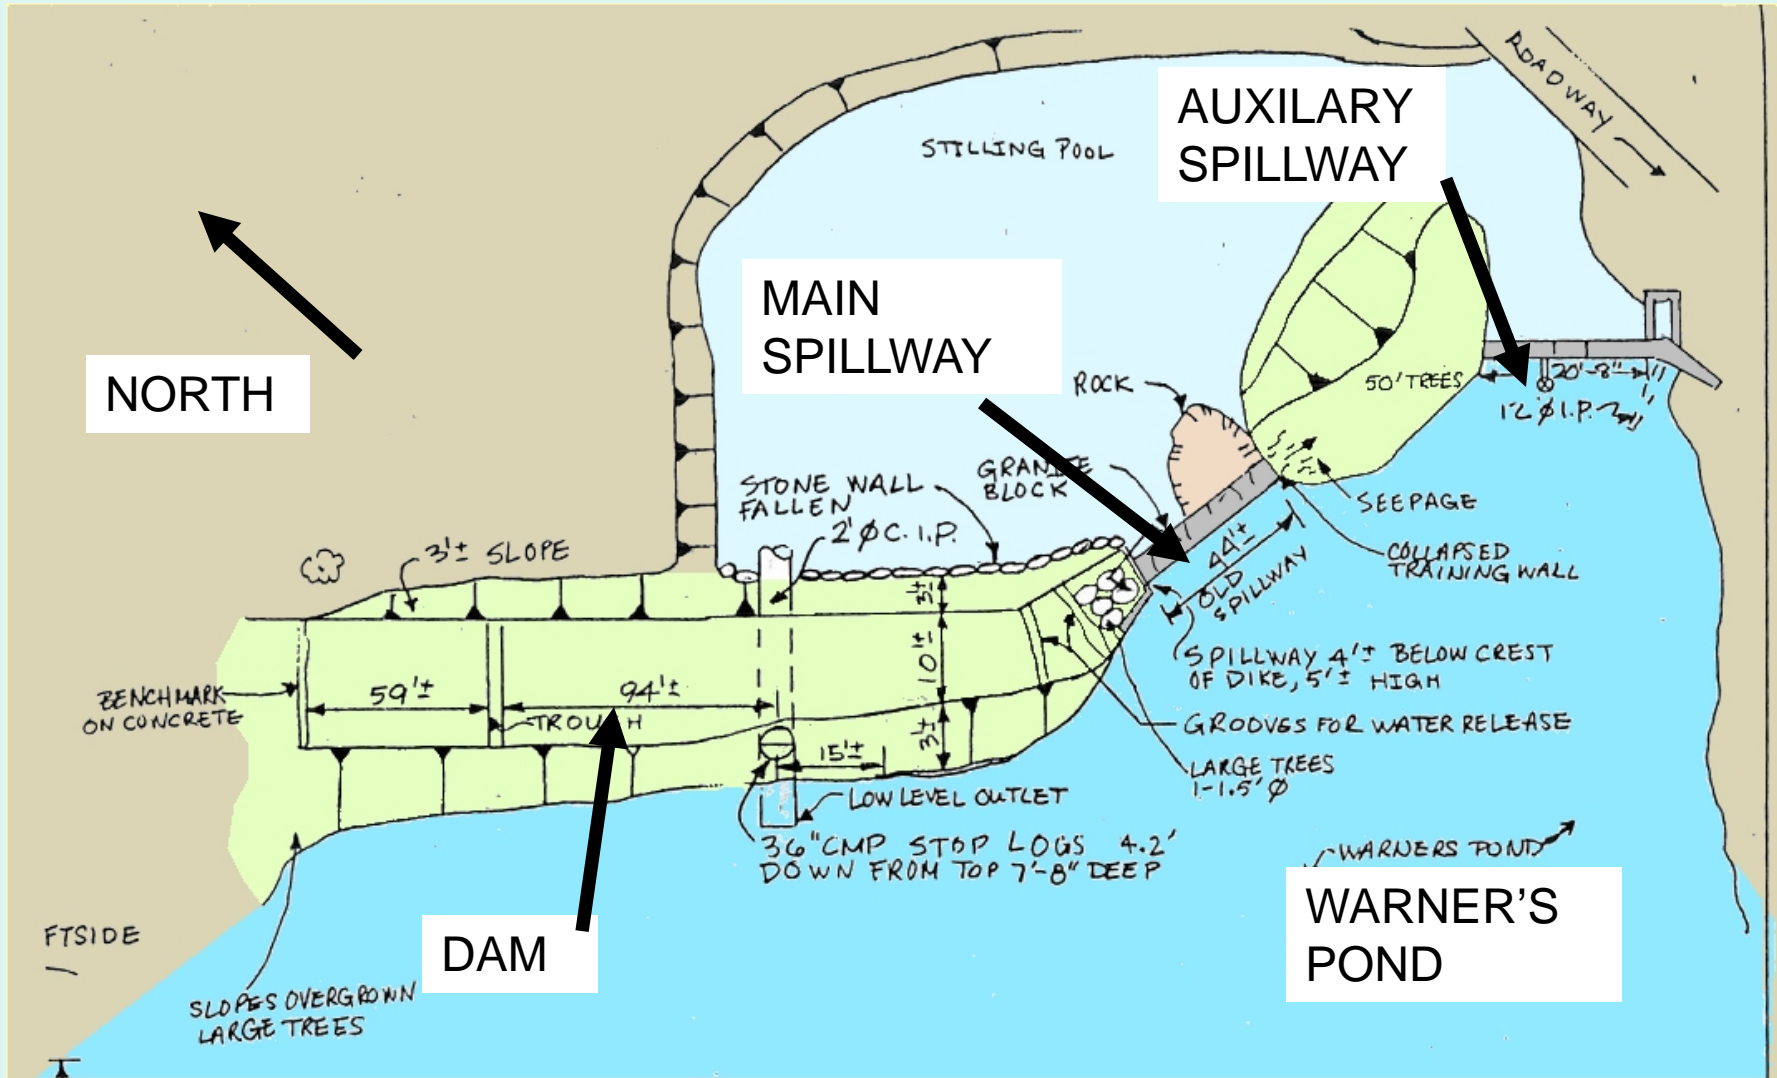 ROADWAY
AUXILARY
SPILLWAY
STILLING POOL
MAIN
SPILLWAY
NORTH
ROCK
50' TREES
20'-8"
12" Ø I.P.
GRANITE
BLOCK
STONE WALL
FALLEN
2' Ø C.I.P.
SEEPAGE
3'± SLOPE
44'±
OLD
SPILLWAY
COLLAPSED
TRAINING WALL
3'±
10'±
3'±
SPILLWAY 4'± BELOW CREST
OF DIKE, 5'± HIGH
BENCHMARK
ON CONCRETE
59'±
94'±
TROUGH
GROOVES FOR WATER RELEASE
15'±
LARGE TREES
1-1.5' Ø
LOW LEVEL OUTLET
36" CMP STOP LOGS 4.2'
DOWN FROM TOP 7'-8" DEEP
WARNERS POND
WARNER'S
POND
DAM
FTSIDE
SLOPES OVERGROWN
LARGE TREES